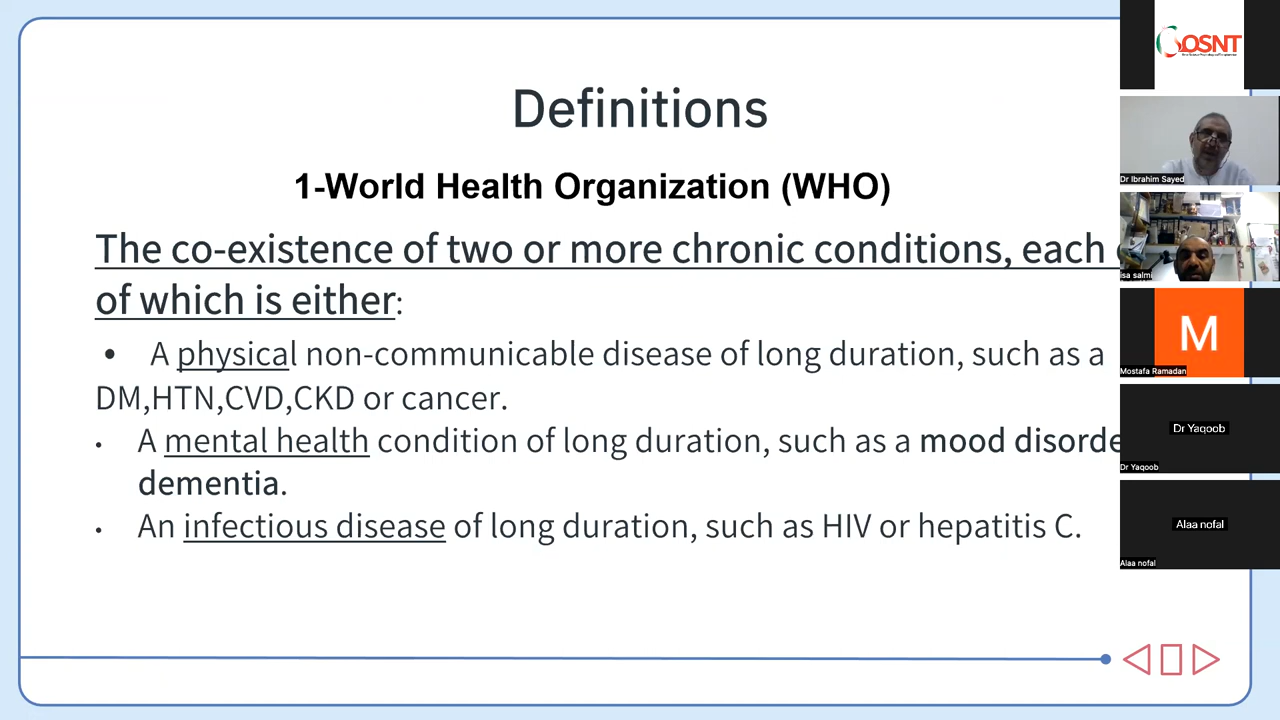 Definitions
1-World Health Organization (WHO)
The co-existence of two or more chronic conditions, each
of which is either:
• A physical non-communicable disease of long duration, such as a
DM,HTN,CVD,CKD or cancer.
• A mental health condition of long duration, such as a mood disorde
dementia.
• An infectious disease of long duration, such as HIV or hepatitis C.
OSNT
Dr Ibrahim Sayed
isa salmi
M
Mostafa Ramadan
Dr Yaqoob
Dr Yaqoob
Alaa nofal
Alaa nofal